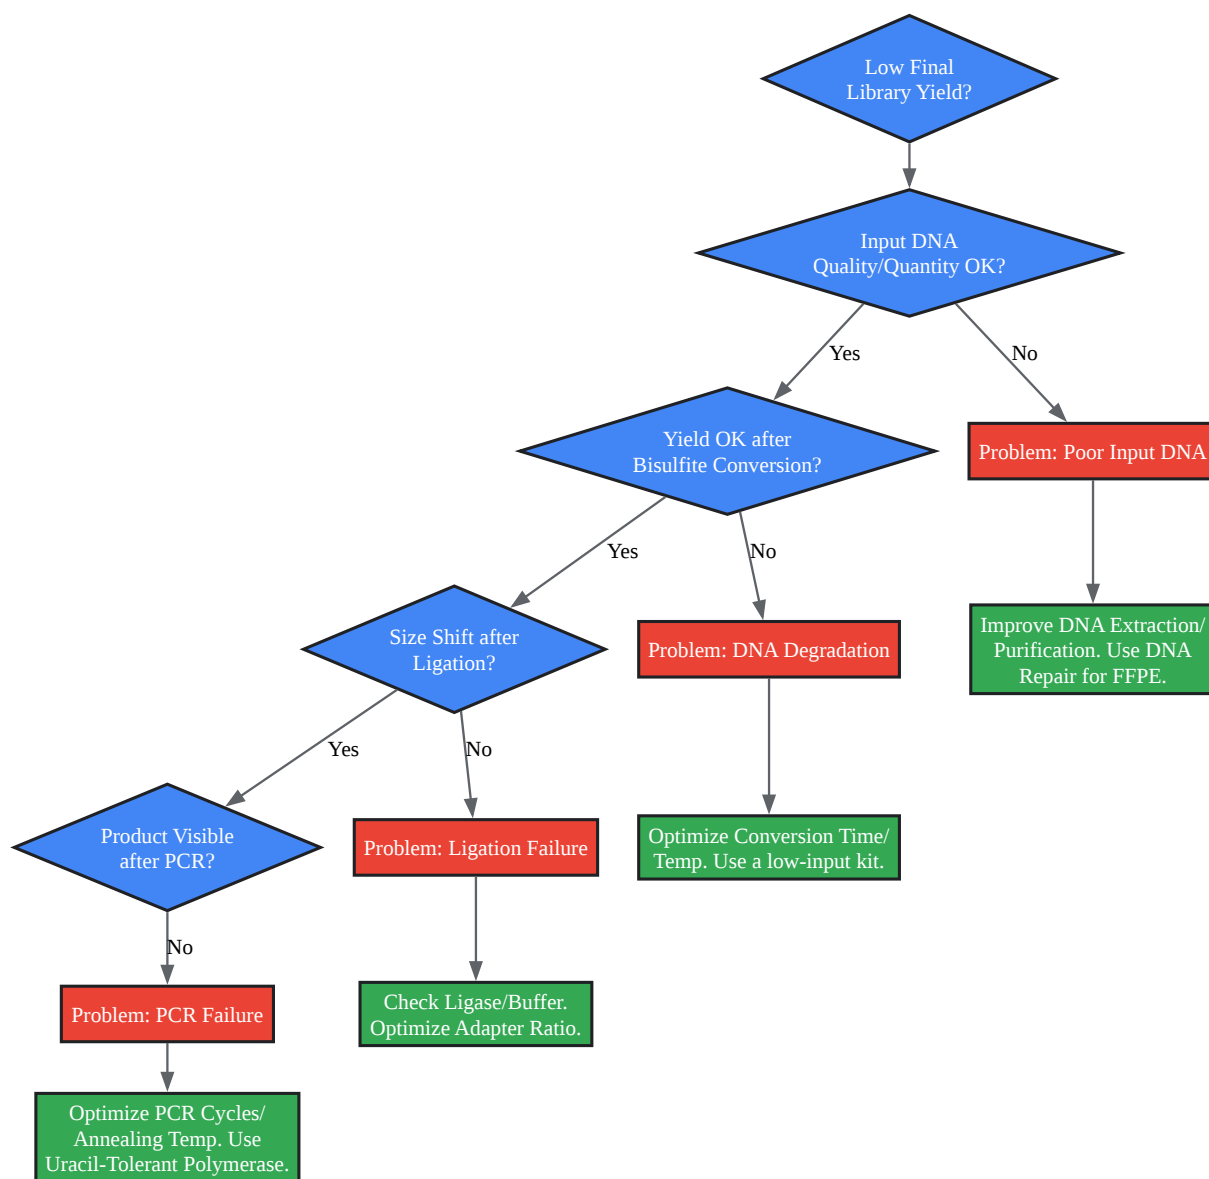 Low Final
Library Yield?
Input DNA
Quality/Quantity OK?
Yes
No
Yield OK after
Bisulfite Conversion?
Problem: Poor Input DNA
Yes
No
Size Shift after
Ligation?
Problem: DNA Degradation
Improve DNA Extraction/
Purification. Use DNA
Repair for FFPE.
Yes
No
Product Visible
after PCR?
Problem: Ligation Failure
Optimize Conversion Time/
Temp. Use a low-input kit.
No
Problem: PCR Failure
Check Ligase/Buffer.
Optimize Adapter Ratio.
Optimize PCR Cycles/
Annealing Temp. Use
Uracil-Tolerant Polymerase.